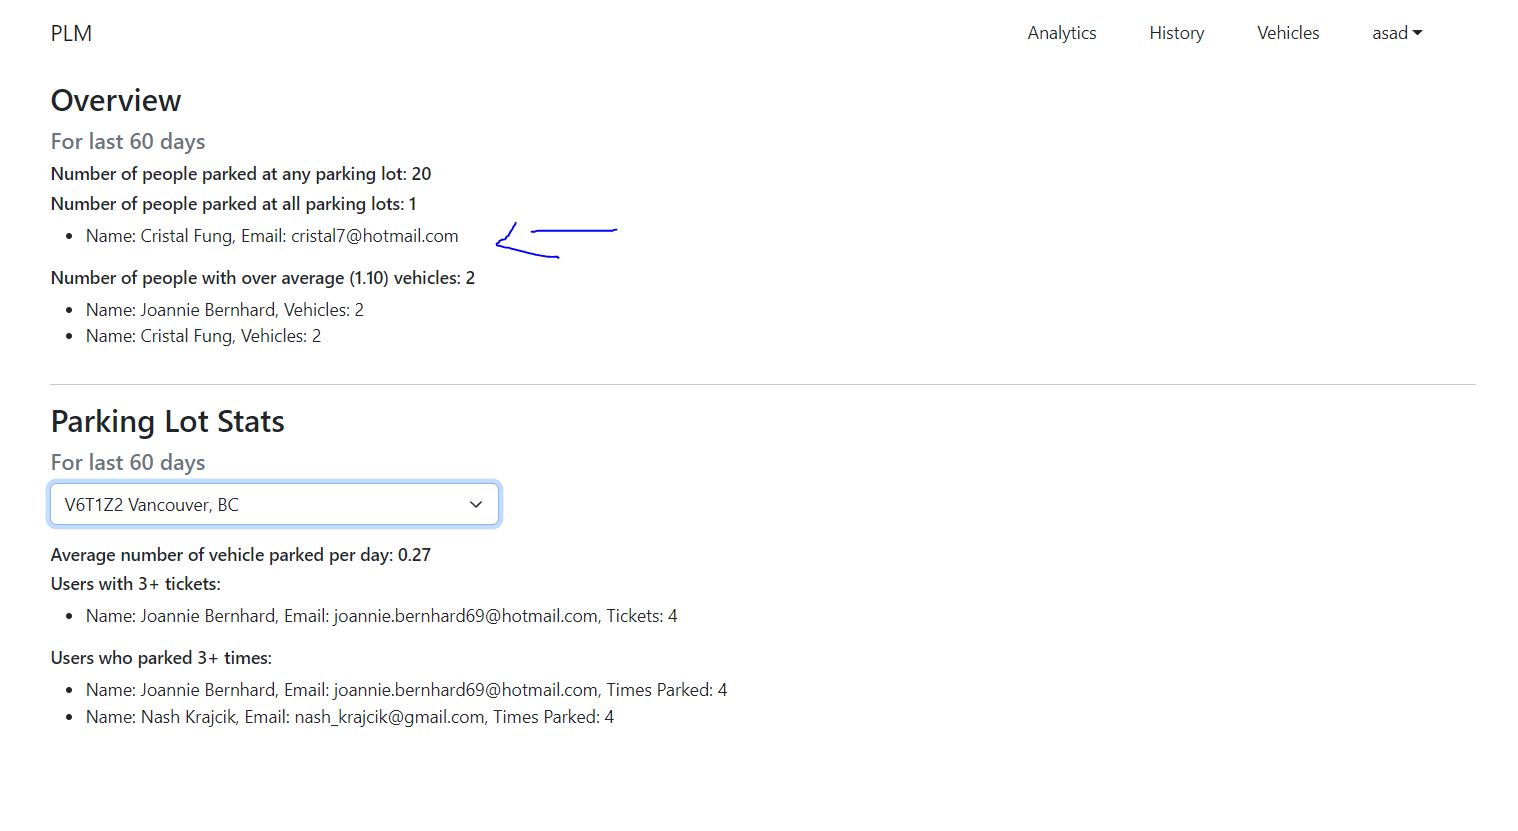 PLM
Analytics
History
Vehicles
asad
Overview
For last 60 days
Number of people parked at any parking lot: 20
Number of people parked at all parking lots: 1
Name: Cristal Fung, Email: cristal7@hotmail.com
Number of people with over average (1.10) vehicles: 2
Name: Joannie Bernhard, Vehicles: 2
Name: Cristal Fung, Vehicles: 2
Parking Lot Stats
For last 60 days
V6T1Z2 Vancouver, BC
Average number of vehicle parked per day: 0.27
Users with 3+ tickets:
Name: Joannie Bernhard, Email: joannie.bernhard69@hotmail.com, Tickets: 4
Users who parked 3+ times:
Name: Joannie Bernhard, Email: joannie.bernhard69@hotmail.com, Times Parked: 4
Name: Nash Krajcik, Email: nash_krajcik@gmail.com, Times Parked: 4